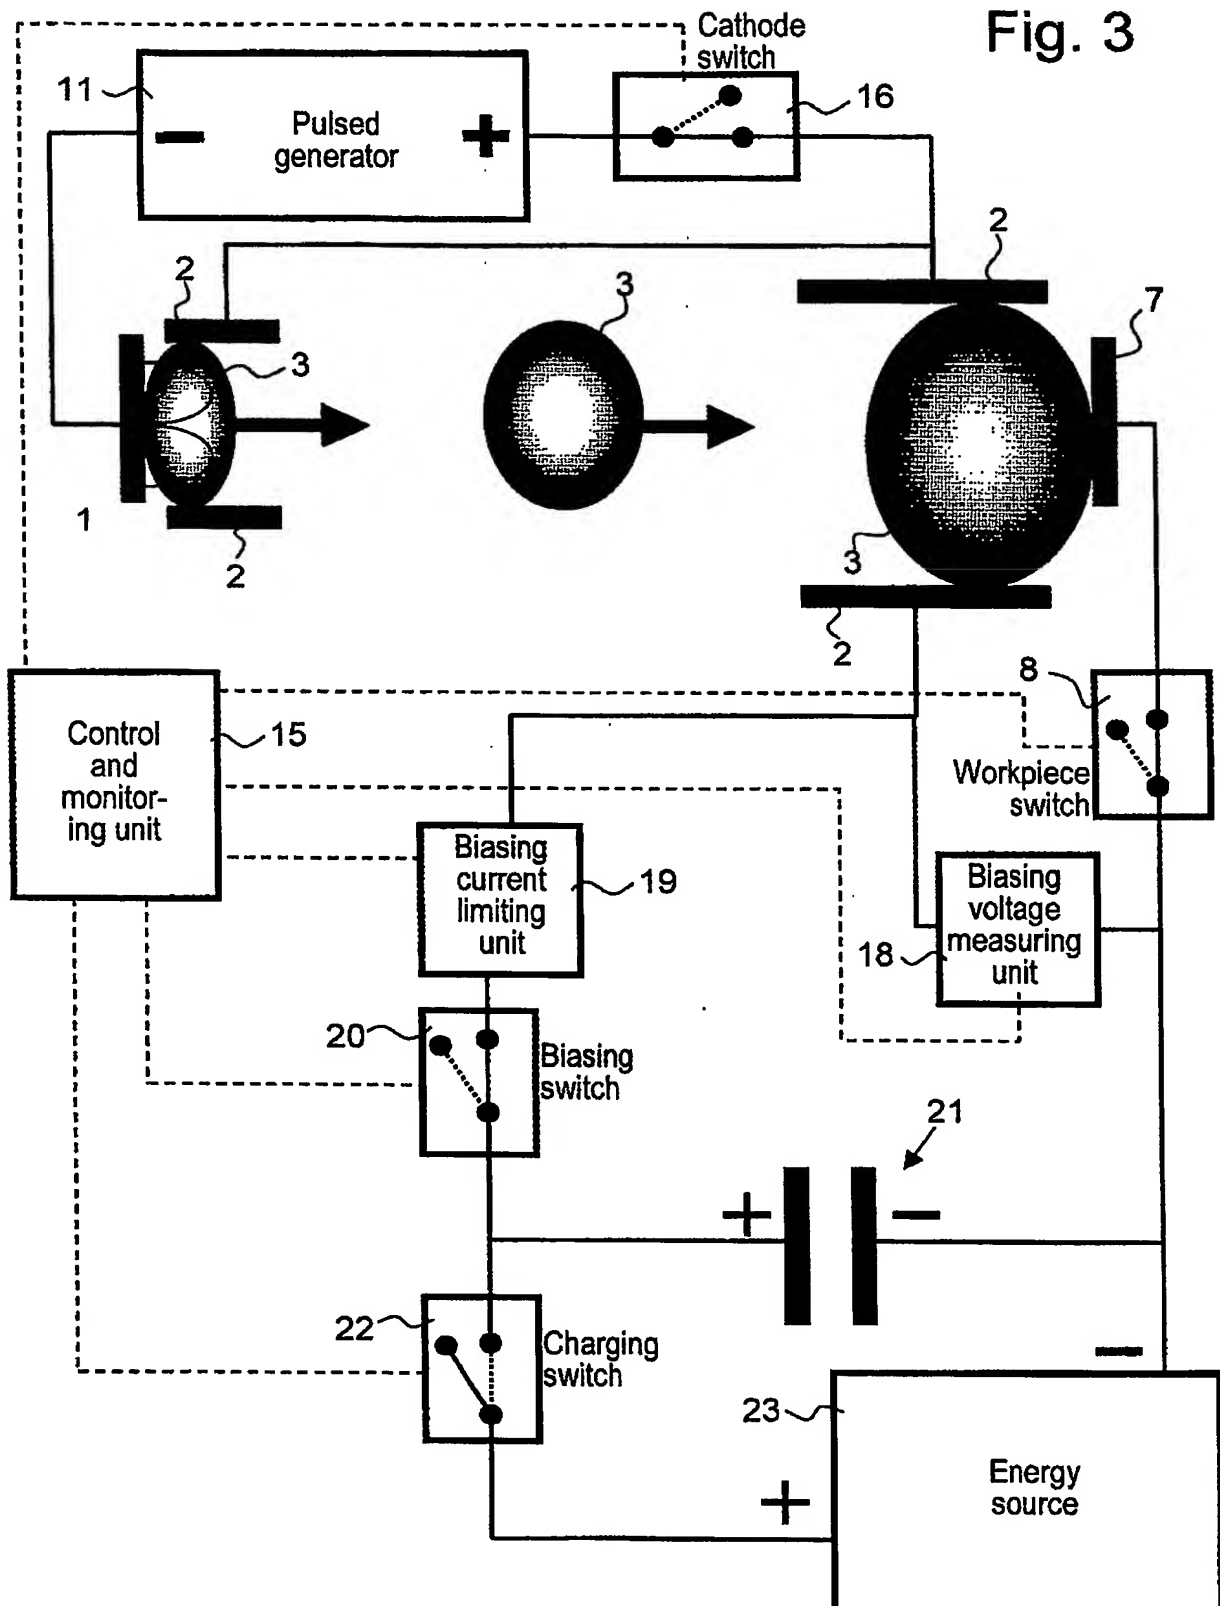 Fig. 3
Cathode
switch
11
16
− Pulsed +
generator
2
2
3
7
3
1
2
3
2
8
Control
and
monitor-
ing unit
15
Workpiece
switch
Biasing
current
limiting
unit
19
Biasing
voltage
measuring
unit
18
20
Biasing
switch
21
+ −
22
Charging
switch
−
23
+
Energy
source